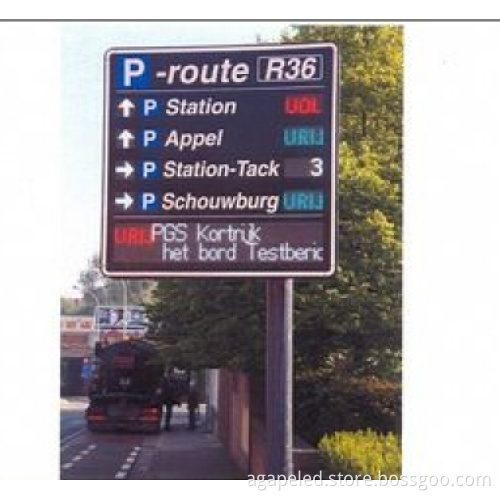 P -route R36
P Station VOL
P Appel VRIJ
P Station-Tack 3
P Schouwburg VRIJ
VRIJ PGS Kortrijk
het bord Testberic
agapeled.store.bossgoo.com